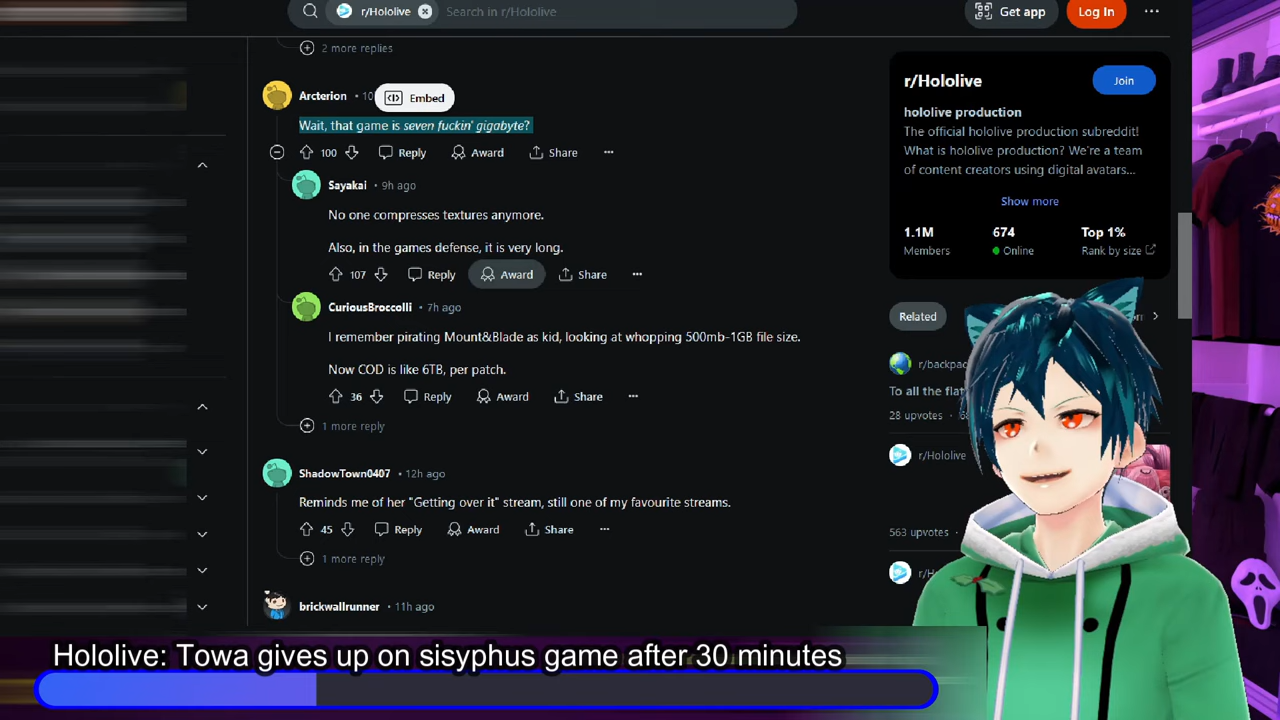 r/Hololive
Search in r/Hololive
Get app
Log In
2 more replies
Arcterion • 10
Embed
Wait, that game is seven fuckin' gigabyte?
100
Reply
Award
Share
Sayakai • 9h ago
No one compresses textures anymore.
Also, in the games defense, it is very long.
107
Reply
Award
Share
CuriousBroccolli • 7h ago
I remember pirating Mount&Blade as kid, looking at whopping 500mb-1GB file size.
Now COD is like 6TB, per patch.
36
Reply
Award
Share
1 more reply
ShadowTown0407 • 12h ago
Reminds me of her "Getting over it" stream, still one of my favourite streams.
45
Reply
Award
Share
1 more reply
brickwallrunner • 11h ago
r/Hololive
Join
hololive production
The official hololive production subreddit!
What is hololive production? We're a team
of content creators using digital avatars...
Show more
1.1M
674
Top 1%
Members
Online
Rank by size
Related
r/backpac
To all the flat
28 upvotes
r/Hololive
563 upvotes
r/H
Hololive: Towa gives up on sisyphus game after 30 minutes